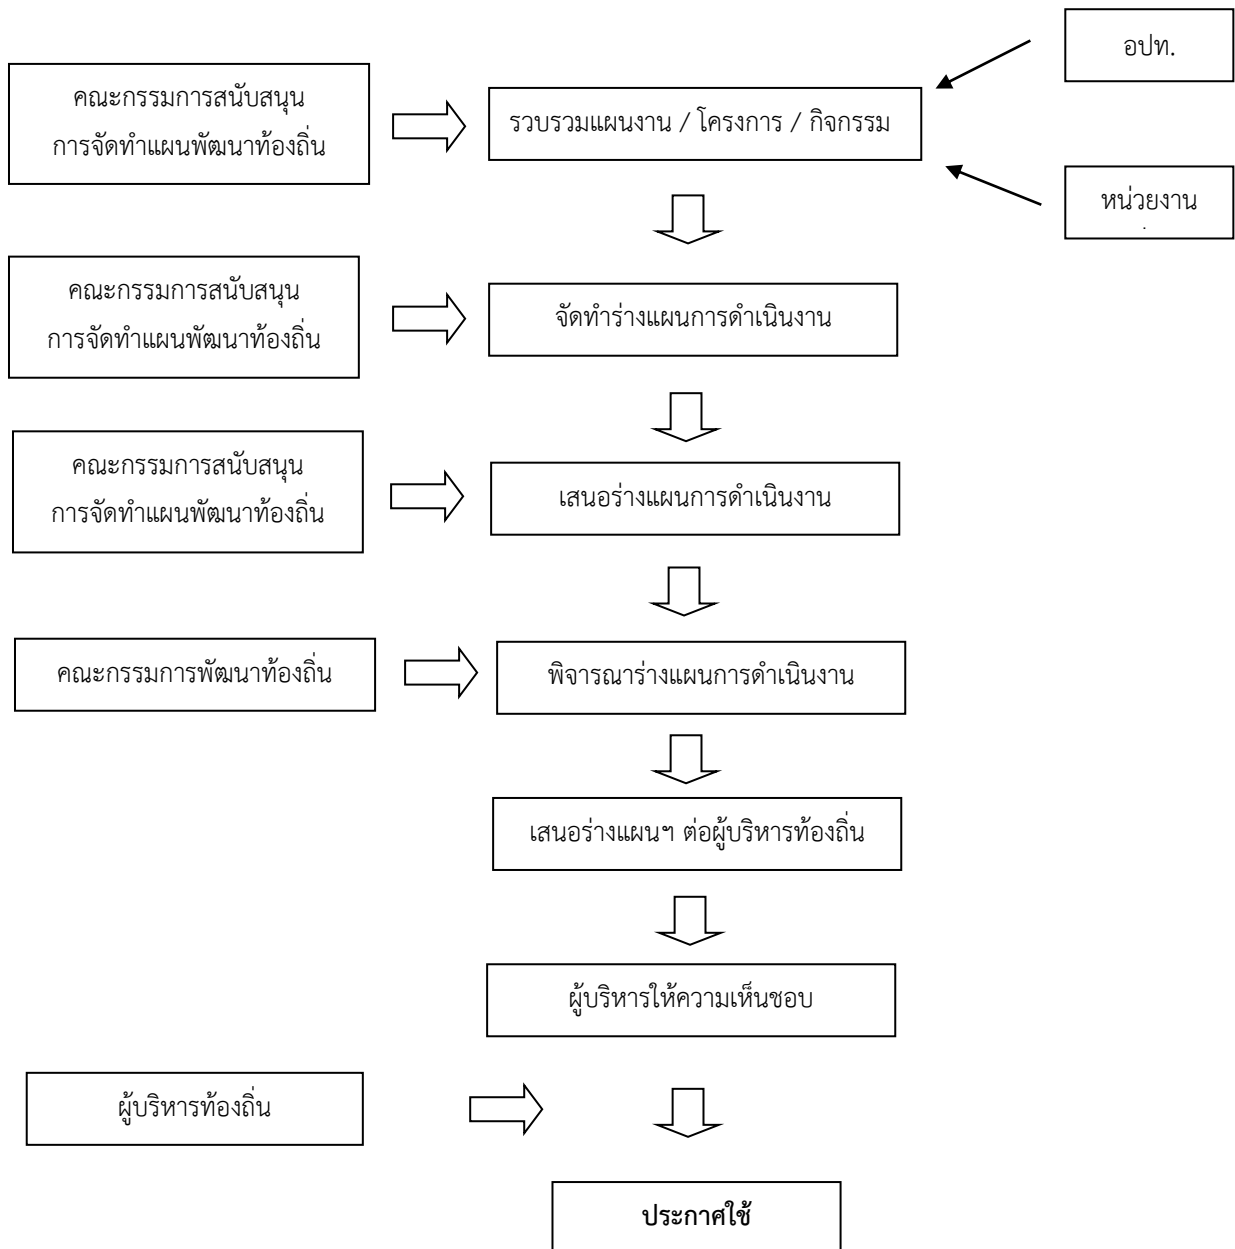 อปท.
คณะกรรมการสนับสนุน
การจัดทำแผนพัฒนาท้องถิ่น
รวบรวมแผนงาน / โครงการ / กิจกรรม
หน่วยงาน
คณะกรรมการสนับสนุน
การจัดทำแผนพัฒนาท้องถิ่น
จัดทำร่างแผนการดำเนินงาน
คณะกรรมการสนับสนุน
การจัดทำแผนพัฒนาท้องถิ่น
เสนอร่างแผนการดำเนินงาน
คณะกรรมการพัฒนาท้องถิ่น
พิจารณาร่างแผนการดำเนินงาน
เสนอร่างแผนฯ ต่อผู้บริหารท้องถิ่น
ผู้บริหารให้ความเห็นชอบ
ผู้บริหารท้องถิ่น
ประกาศใช้